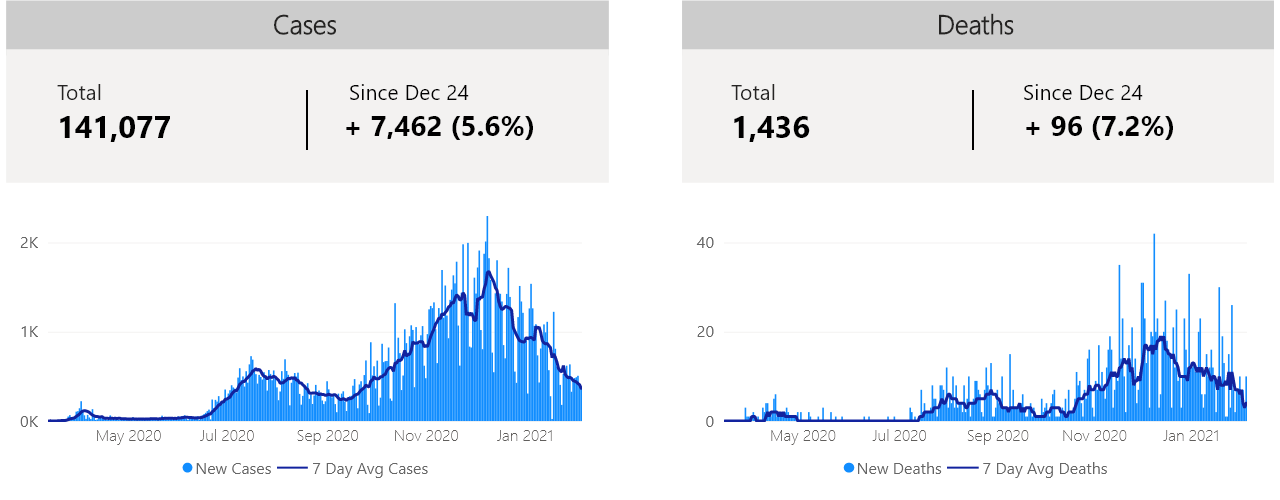 Cases
Total
141,077
Since Dec 24
+ 7,462 (5.6%)
2K
1K
0K
May 2020 Jul 2020 Sep 2020 Nov 2020 Jan 2021
New Cases 7 Day Avg Cases
Deaths
Total
1,436
Since Dec 24
+ 96 (7.2%)
40
20
0
May 2020 Jul 2020 Sep 2020 Nov 2020 Jan 2021
New Deaths 7 Day Avg Deaths